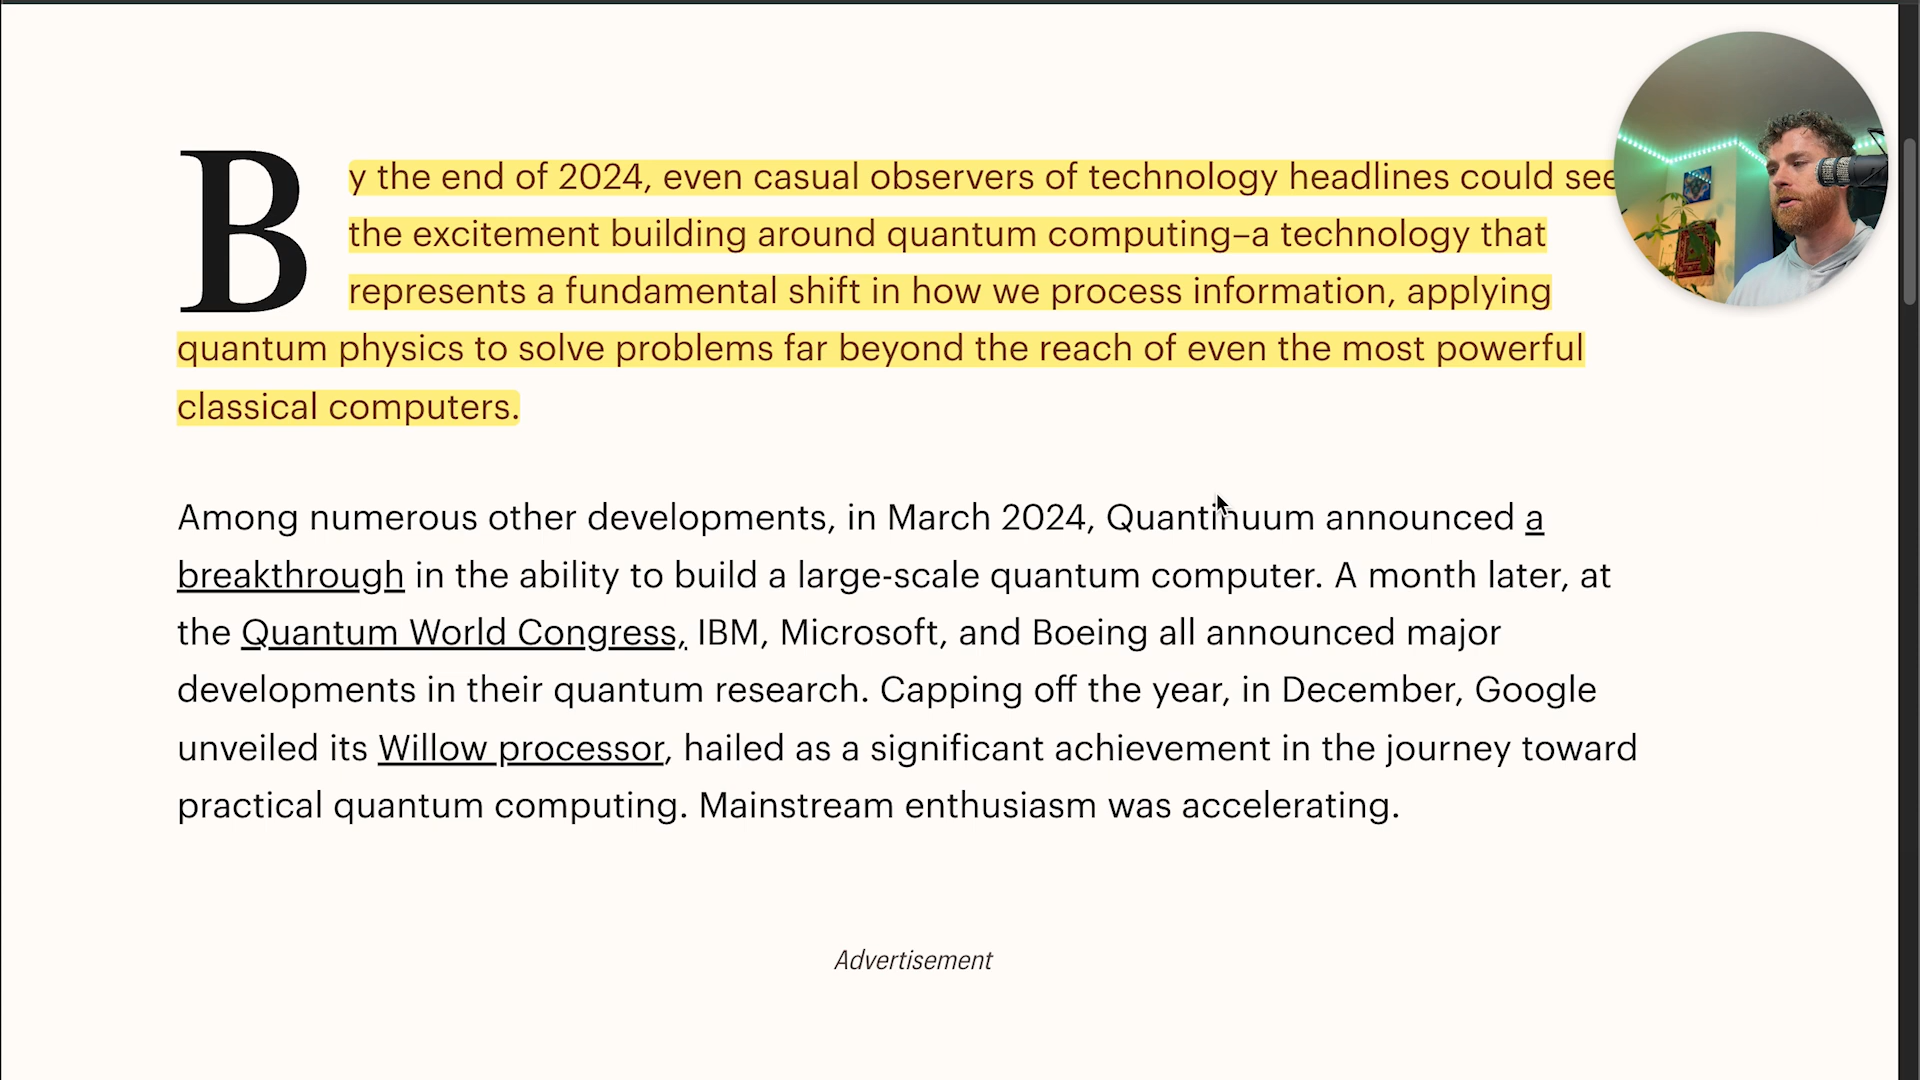 By the end of 2024, even casual observers of technology headlines could see
the excitement building around quantum computing–a technology that
represents a fundamental shift in how we process information, applying
quantum physics to solve problems far beyond the reach of even the most powerful
classical computers.
Among numerous other developments, in March 2024, Quantinuum announced a
breakthrough in the ability to build a large-scale quantum computer. A month later, at
the Quantum World Congress, IBM, Microsoft, and Boeing all announced major
developments in their quantum research. Capping off the year, in December, Google
unveiled its Willow processor, hailed as a significant achievement in the journey toward
practical quantum computing. Mainstream enthusiasm was accelerating.
Advertisement